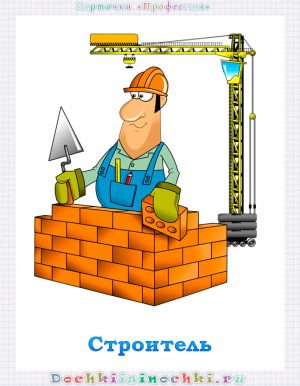 Карточка «Профессии»
Строитель
Dochkiisinochki.ru